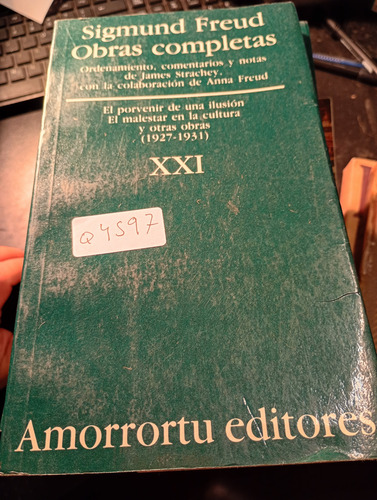 Sigmund Freud
Obras completas
Ordenamiento, comentarios y notas
de James Strachey,
con la colaboración de Anna Freud
El porvenir de una ilusión
El malestar en la cultura
y otras obras
(1927-1931)
XXI
Q4597
Amorrortu editores